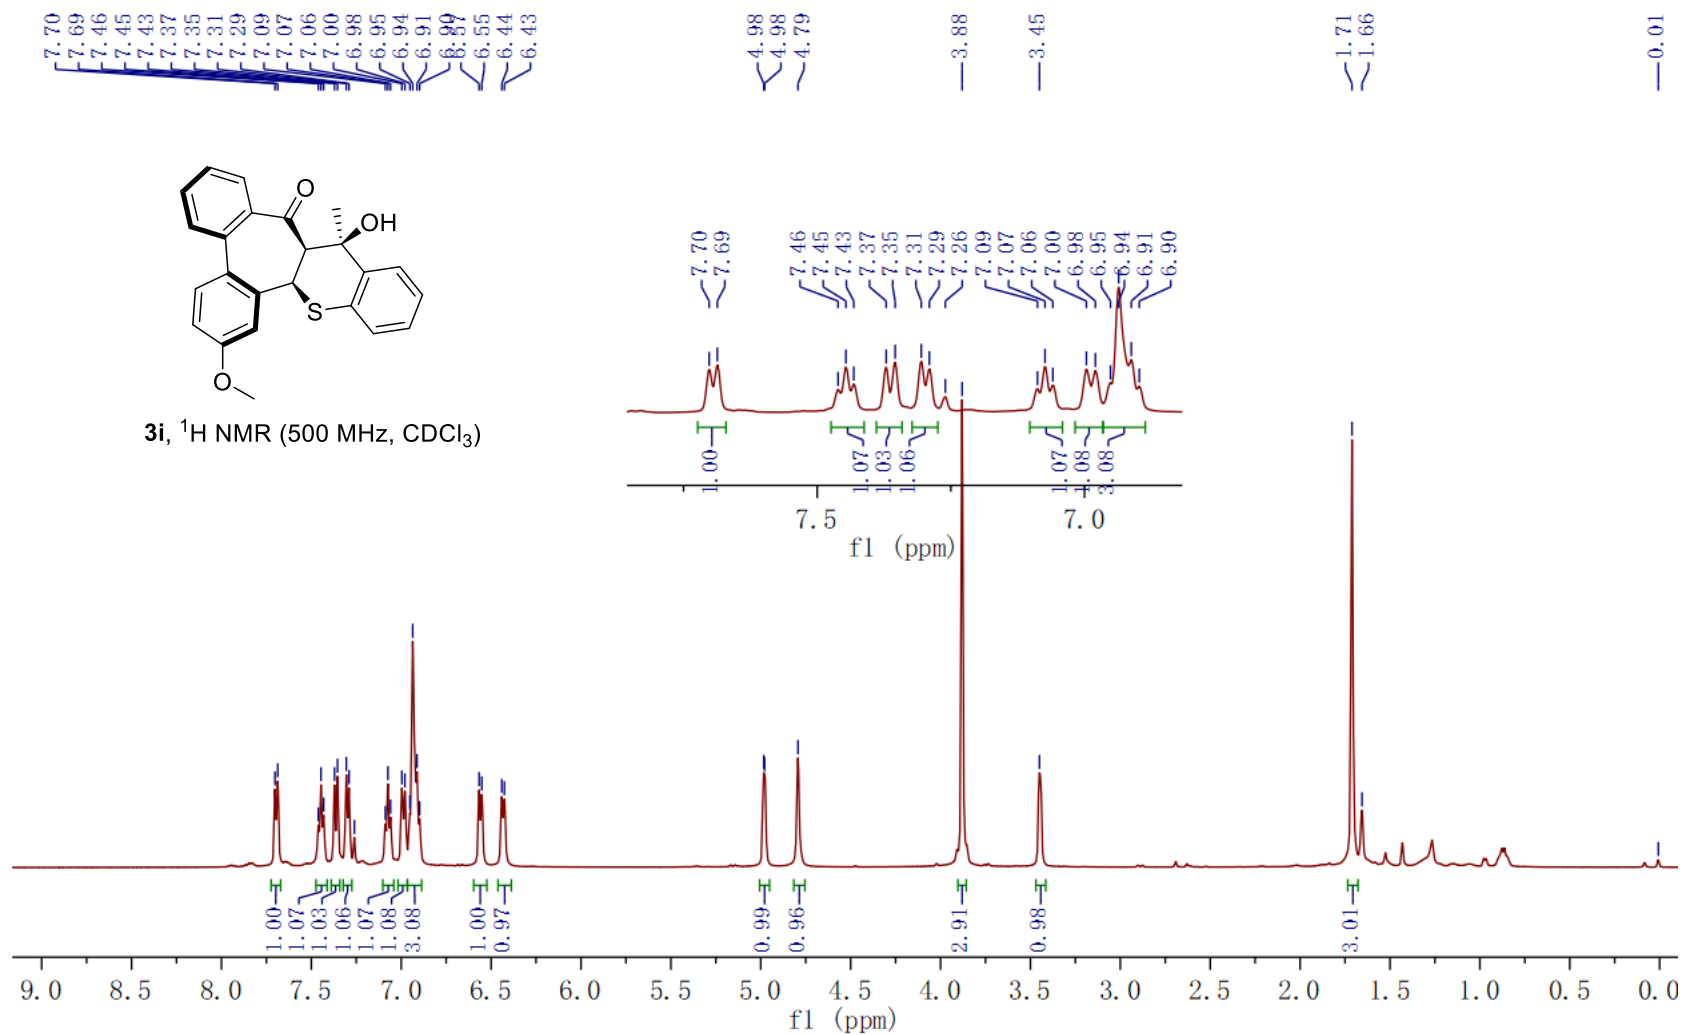 7.70 7.69 7.46 7.45 7.43 7.37 7.35 7.31 7.29 7.09 7.07 7.06 7.00 6.98 6.95 6.94 6.91 6.90 6.57 6.55 6.44 6.43 4.98 4.98 4.79 3.88 3.45 1.71 1.66 -0.01
O
OH
S
O
3i, ¹H NMR (500 MHz, CDCl₃)
7.70 7.69 7.46 7.45 7.43 7.37 7.35 7.31 7.29 7.26 7.09 7.07 7.06 7.00 6.98 6.95 6.94 6.91 6.90
1.00 1.07 1.03 1.06 1.07 1.08 3.08
7.5 7.0
f1 (ppm)
1.00 1.07 1.03 1.06 1.07 1.08 3.08 1.00 0.97 0.99 0.96 2.91 0.98 3.01
9.0 8.5 8.0 7.5 7.0 6.5 6.0 5.5 5.0 4.5 4.0 3.5 3.0 2.5 2.0 1.5 1.0 0.5 0.0
f1 (ppm)